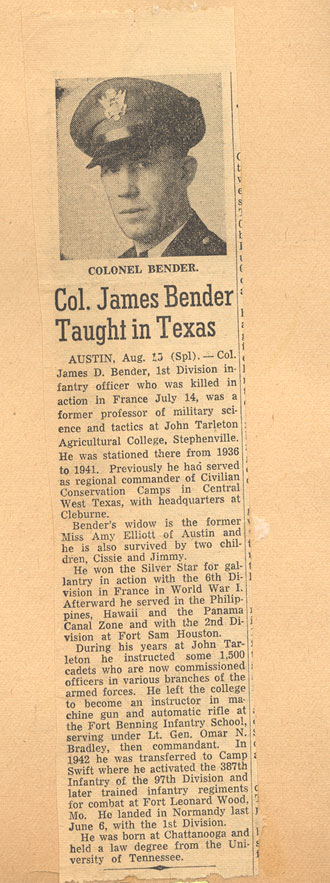 COLONEL BENDER.
Col. James Bender
Taught in Texas
AUSTIN, Aug. (Spl). — Col.
James D. Bender, 1st Division in-
fantry officer who was killed in
action in France July 14, was a
former professor of military sci-
ence and tactics at John Tarleton
Agricultural College, Stephenville.
He was stationed there from 1936
to 1941. Previously he had served
as regional commander of Civilian
Conservation Camps in Central
West Texas, with headquarters at
Cleburne.
Bender's widow is the former
Miss Amy Elliott of Austin and
he is also survived by two chil-
dren, Cissie and Jimmy.
He won the Silver Star for gal-
lantry in action with the 6th Di-
vision in France in World War I.
Afterward he served in the Philip-
pines, Hawaii and the Panama
Canal Zone and with the 2nd Di-
vision at Fort Sam Houston.
During his years at John Tar-
leton he instructed some 1,500
cadets who are now commissioned
officers in various branches of the
armed forces. He left the college
to become an instructor in ma-
chine gun and automatic rifle at
the Fort Benning Infantry School,
serving under Lt. Gen. Omar N.
Bradley, then commandant. In
1942 he was transferred to Camp
Swift where he activated the 387th
Infantry of the 97th Division and
later trained infantry regiments
for combat at Fort Leonard Wood,
Mo. He landed in Normandy last
June 6, with the 1st Division.
He was born at Chattanooga and
held a law degree from the Uni-
versity of Tennessee.